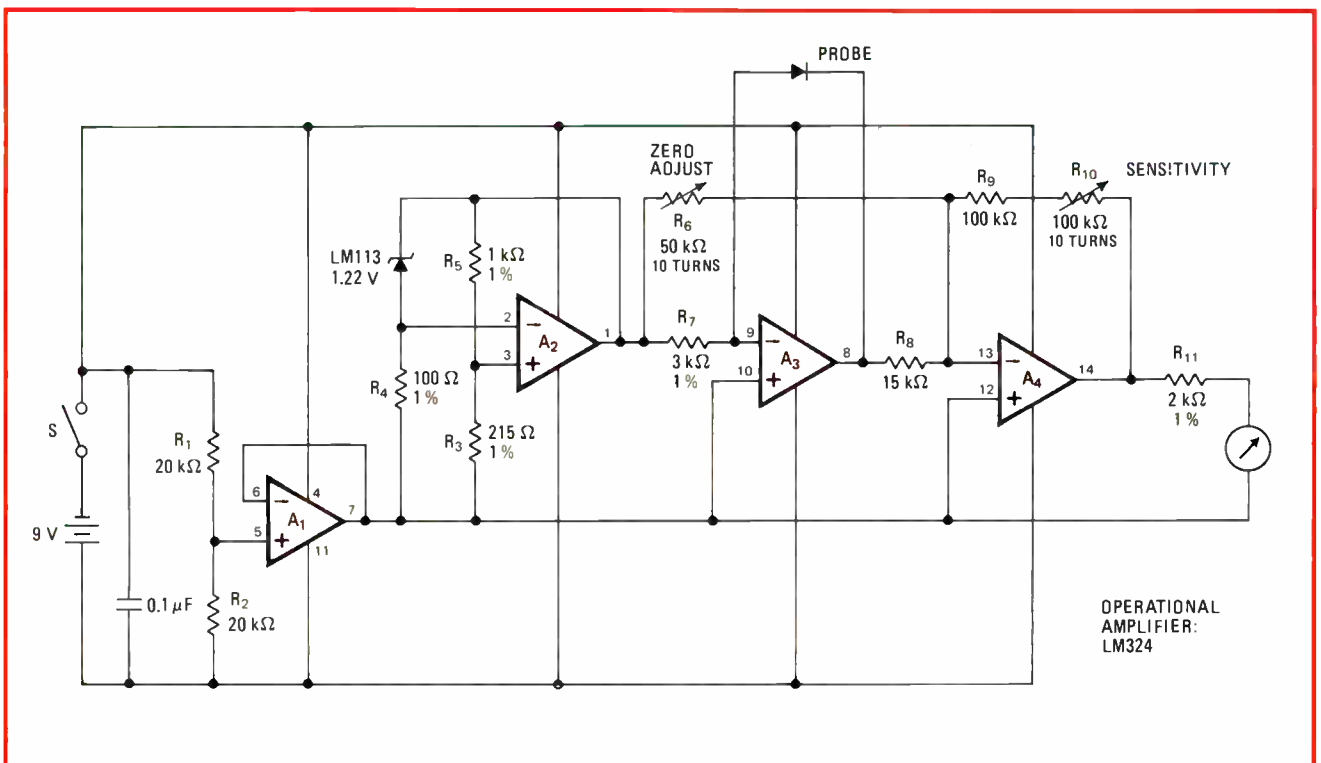 PROBE
ZERO
ADJUST
R6
50 kΩ
10 TURNS
R9
100 kΩ
R10
100 kΩ
10 TURNS
SENSITIVITY
LM113
1.22 V
R5
1 kΩ
1 %
2
−
A2
3
+
1
R7
3 kΩ
1 %
9
−
A3
10
+
8
R8
15 kΩ
13
−
A4
12
+
14
R11
2 kΩ
1 %
R4
100 Ω
1 %
R3
215 Ω
1 %
S
9 V
0.1 μF
R1
20 kΩ
R2
20 kΩ
6
−
4
A1
7
5
+
11
OPERATIONAL
AMPLIFIER:
LM324